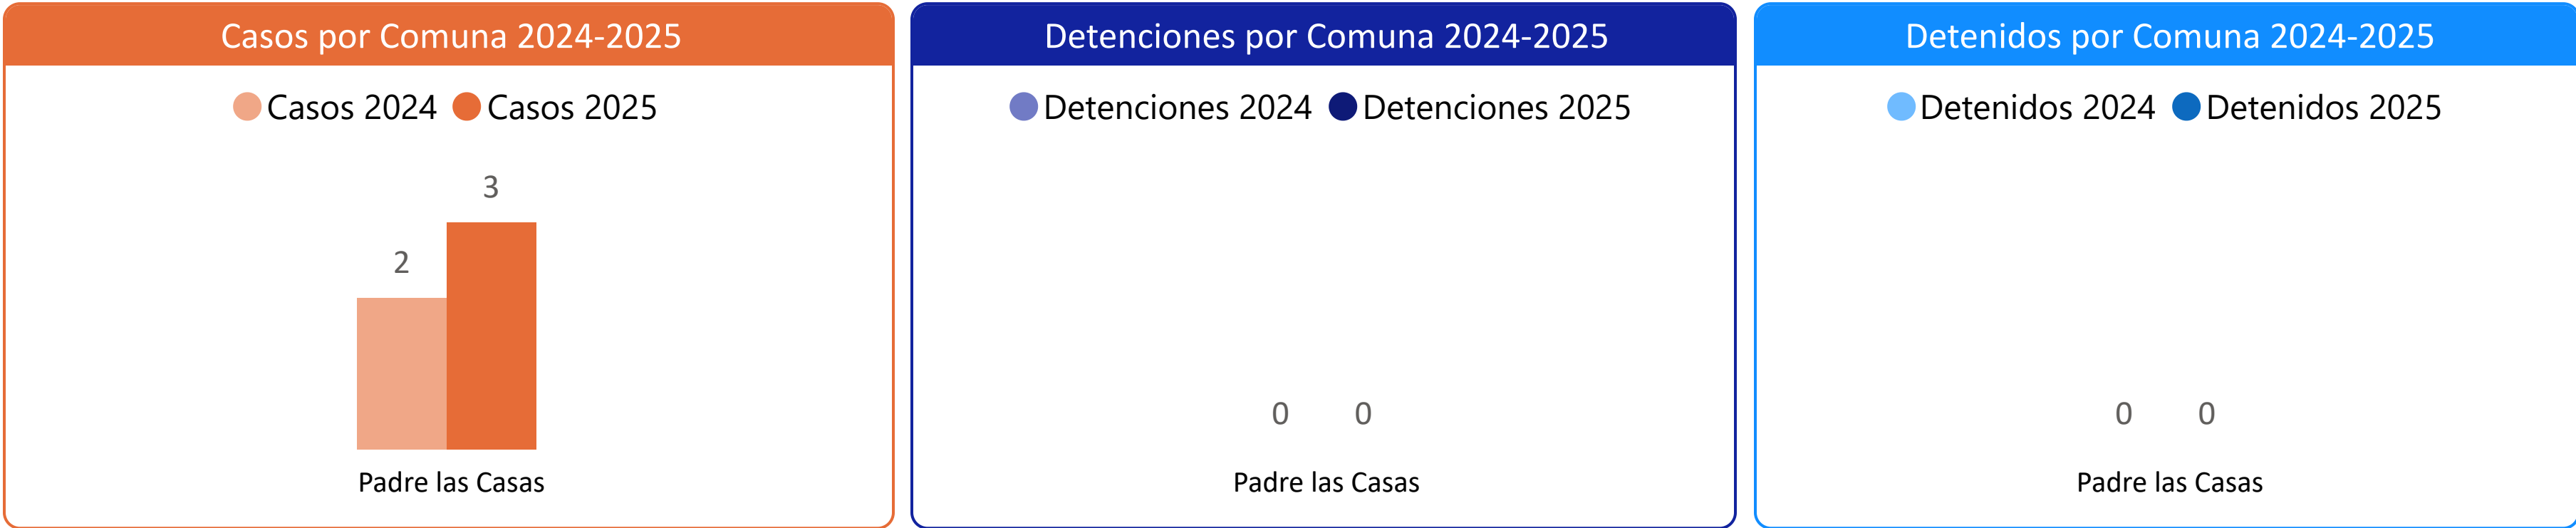 Casos por Comuna 2024-2025
Casos 2024 Casos 2025
3
2
Padre las Casas
Detenciones por Comuna 2024-2025
Detenciones 2024 Detenciones 2025
0 0
Padre las Casas
Detenidos por Comuna 2024-2025
Detenidos 2024 Detenidos 2025
0 0
Padre las Casas